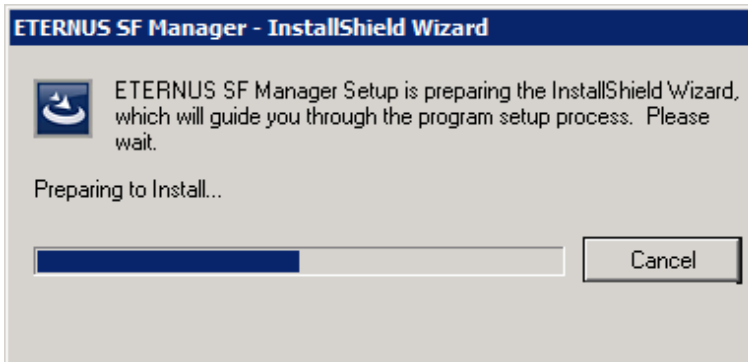 ETERNUS SF Manager - InstallShield Wizard
ETERNUS SF Manager Setup is preparing the InstallShield Wizard,
which will guide you through the program setup process. Please
wait.
Preparing to Install...
Cancel